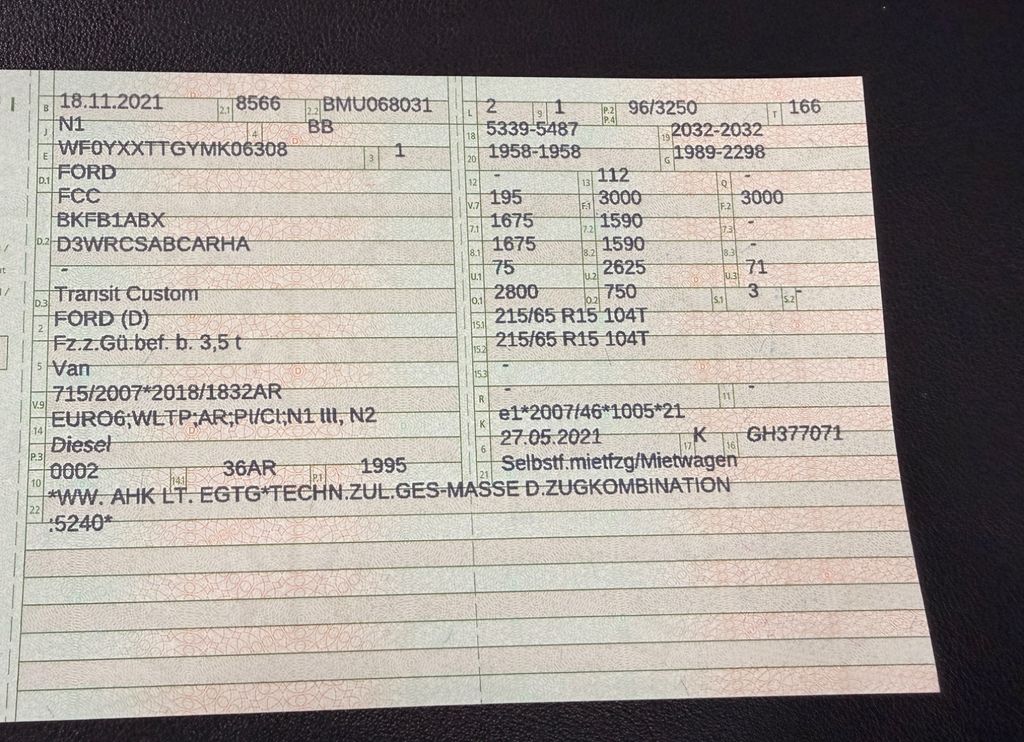 B 18.11.2021 2.1 8566 2.2 BMU068031
J N1 4 BB
E WF0YXXTTGYMK06308 3 1
D.1 FORD
FCC
BKFB1ABX
D.2 D3WRCSABCARHA
-
D.3 Transit Custom
2 FORD (D)
Fz.z.Gü.bef. b. 3,5 t
5 Van
V.9 715/2007*2018/1832AR
14 EURO6;WLTP;AR;PI/CI;N1 III, N2
P.3 Diesel
10 0002 14.1 36AR P.1 1995
L 2 9 1 P.2 P.4 96/3250 T 166
18 5339-5487 19 2032-2032
20 1958-1958 G 1989-2298
12 - 13 112 Q -
V.7 195 F.1 3000 F.2 3000
7.1 1675 7.2 1590 7.3 -
8.1 1675 8.2 1590 8.3 -
U.1 75 U.2 2625 U.3 71
O.1 2800 O.2 750 S.1 3 S.2 -
15.1 215/65 R15 104T
15.2 215/65 R15 104T
15.3 -
R - 11 -
K e1*2007/46*1005*21
6 27.05.2021 17 K 16 GH377071
21 Selbstf.mietfzg/Mietwagen
22 *WW. AHK LT. EGTG*TECHN.ZUL.GES-MASSE D.ZUGKOMBINATION
:5240*